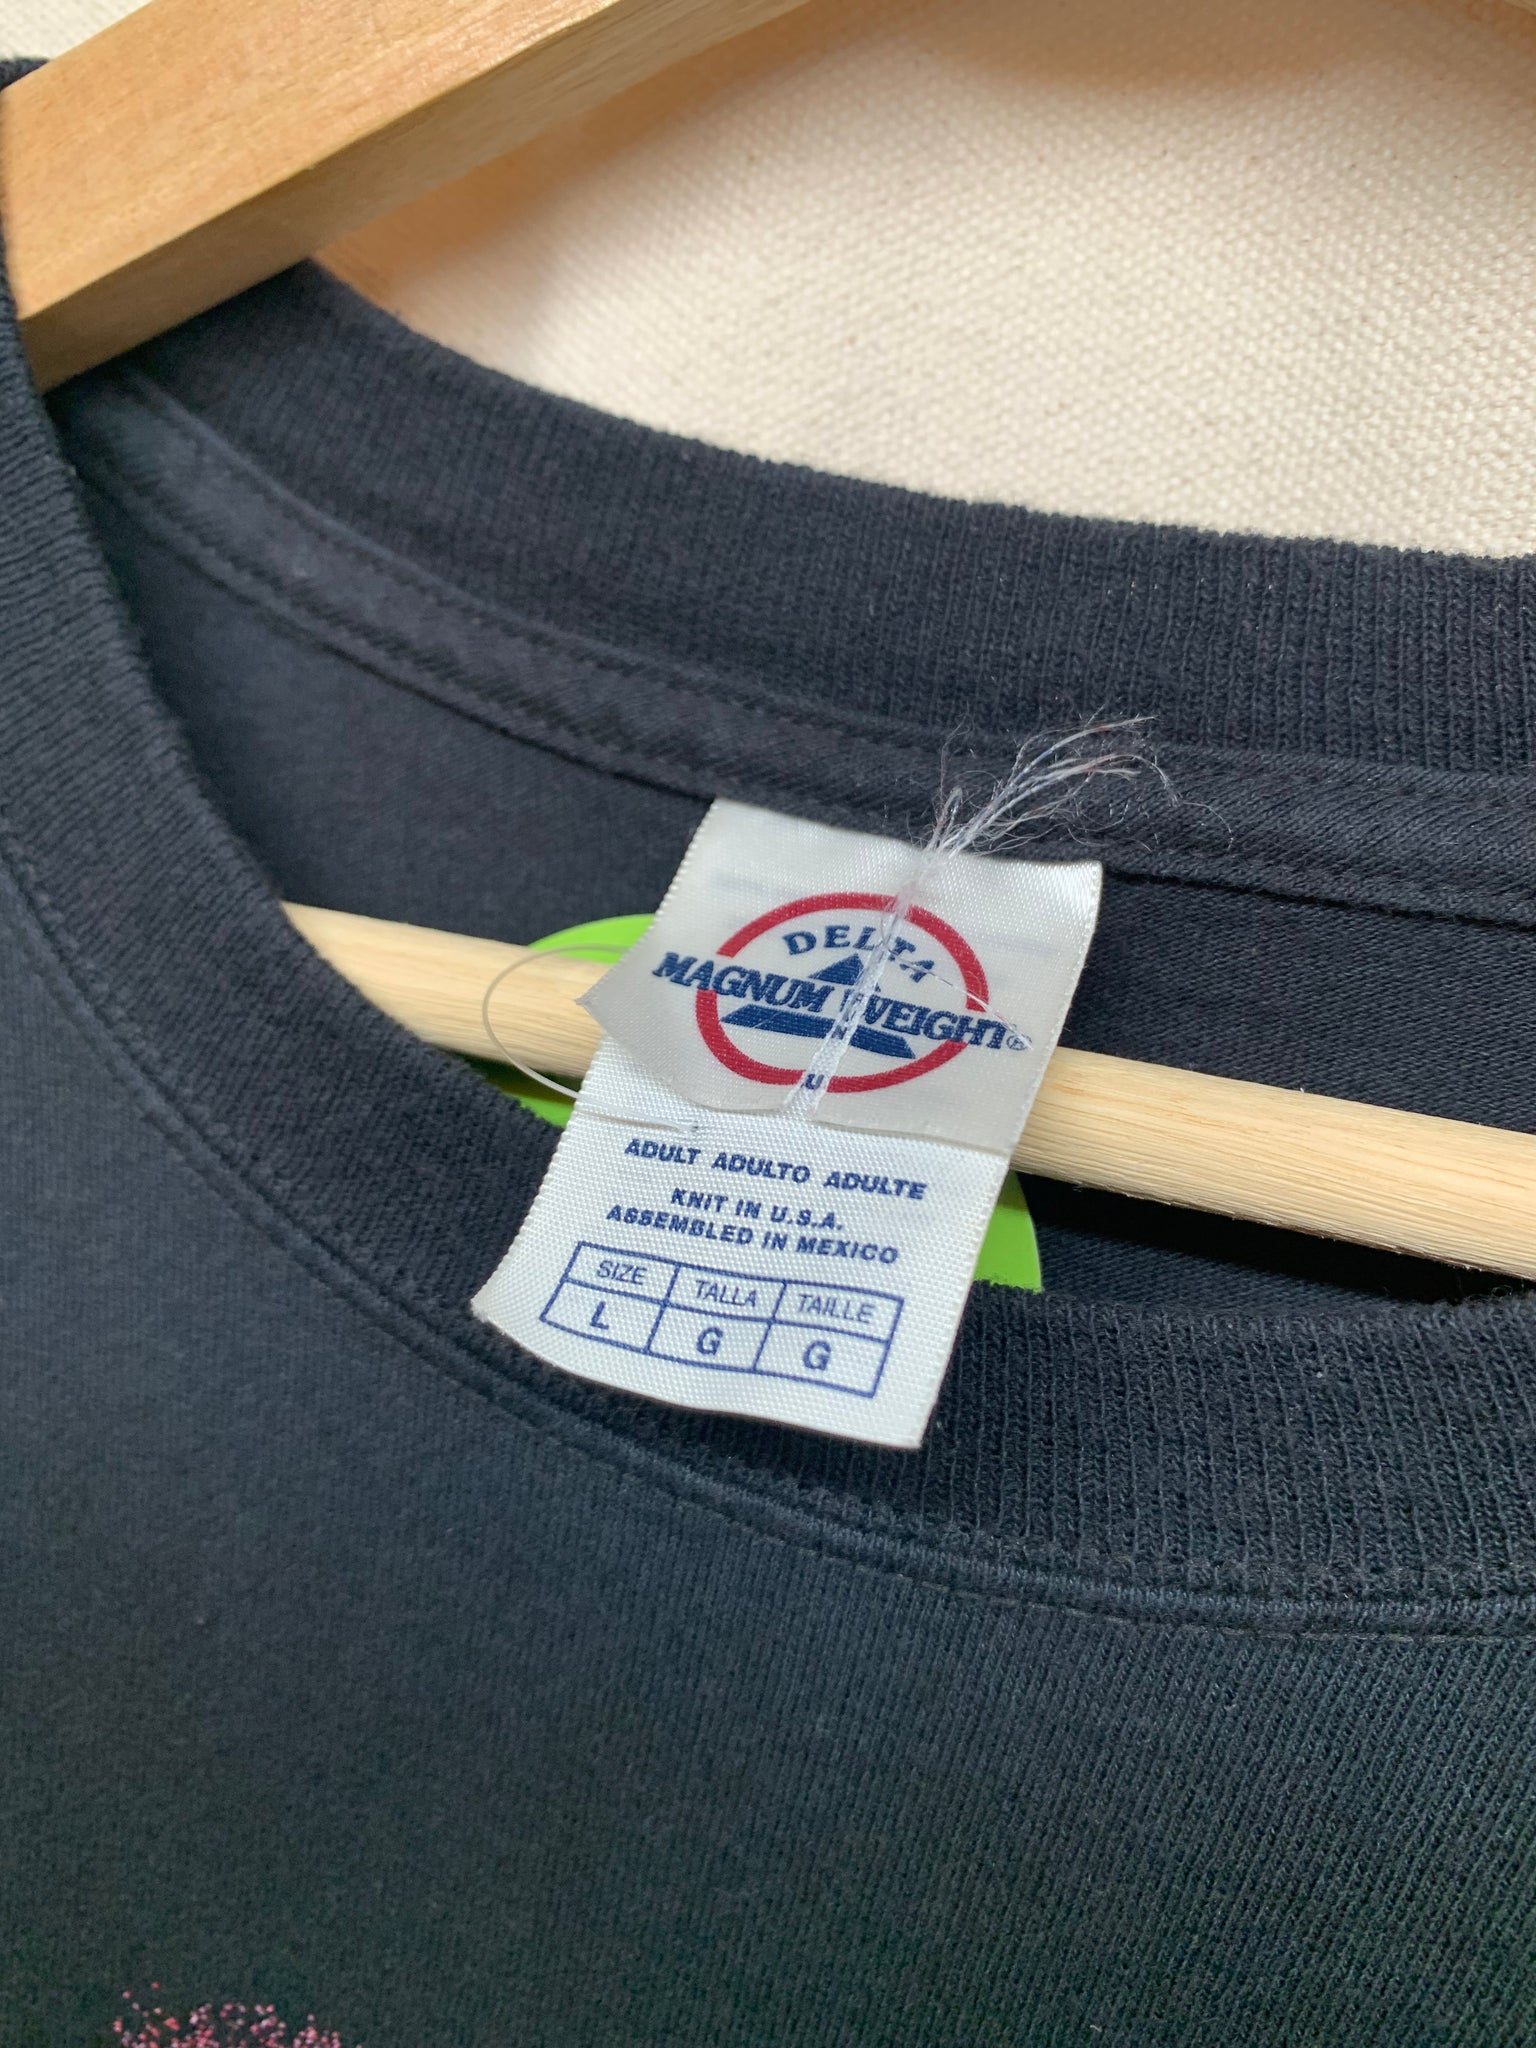 DELTA
MAGNUM WEIGHT®
ADULT ADULTO ADULTE
KNIT IN U.S.A.
ASSEMBLED IN MEXICO
SIZE TALLA TAILLE
L G G